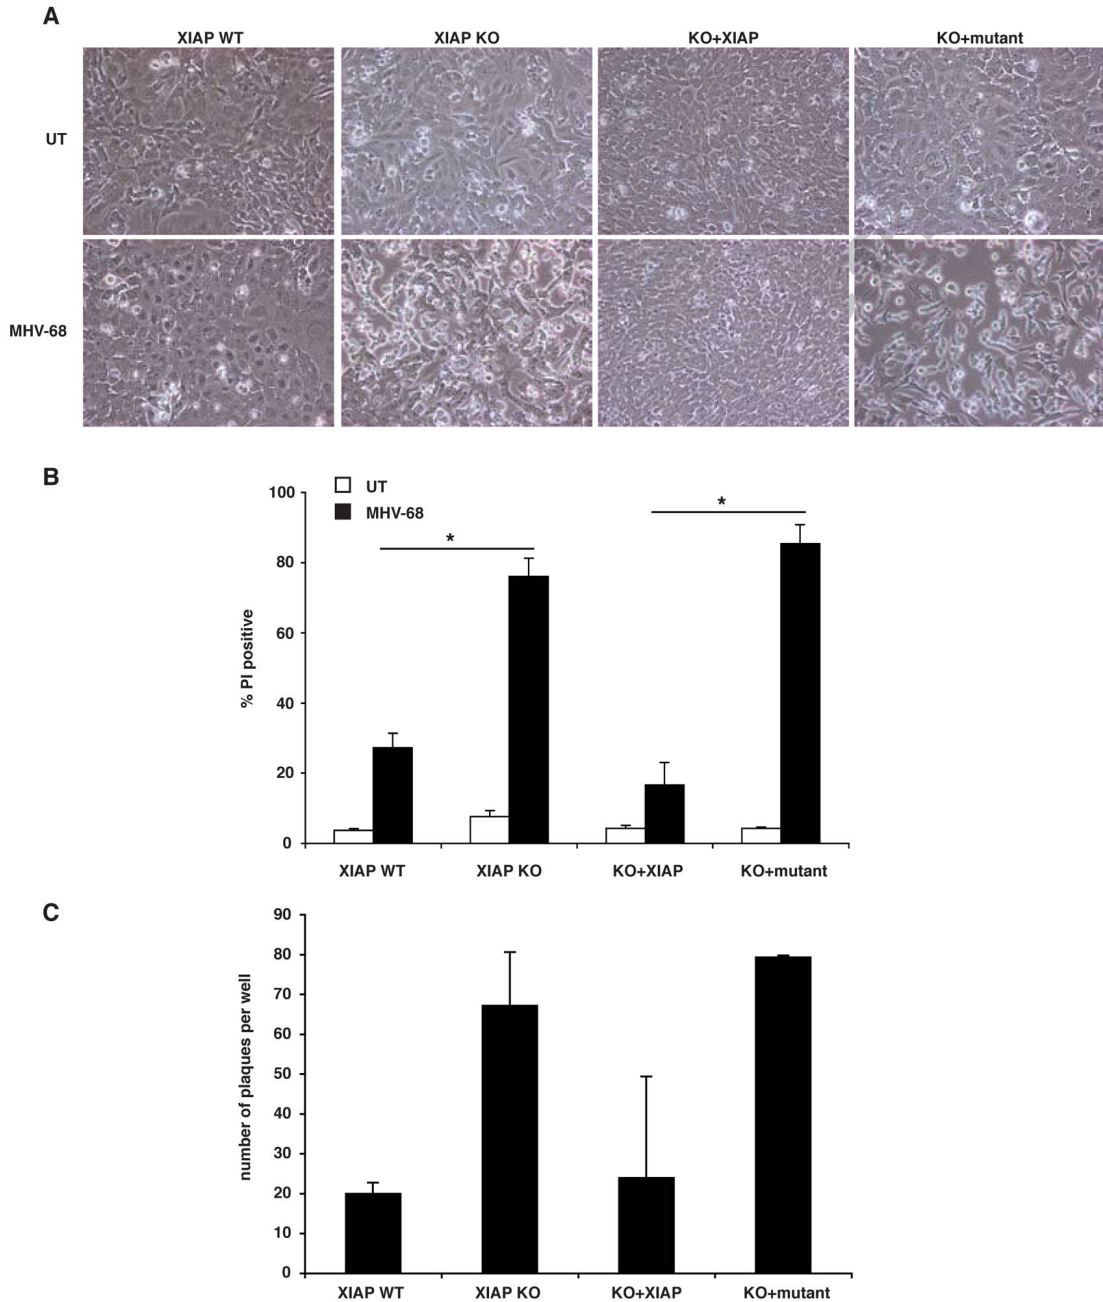 A
XIAP WT XIAP KO KO+XIAP KO+mutant
UT
MHV-68
B
UT
MHV-68
100
80
60
40
20
0
% PI positive
* *
XIAP WT XIAP KO KO+XIAP KO+mutant
C
90
80
70
60
50
40
30
20
10
0
number of plaques per well
XIAP WT XIAP KO KO+XIAP KO+mutant